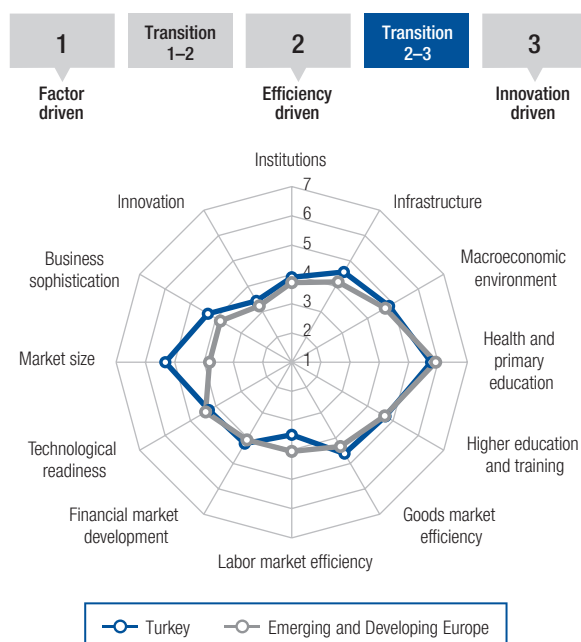 1
Transition
1–2
2
Transition
2–3
3
Factor
driven
Efficiency
driven
Innovation
driven
Institutions
7
Innovation
Infrastructure
6
5
Business
sophistication
Macroeconomic
environment
4
3
2
Market size
1
Health and
primary
education
Technological
readiness
Higher education
and training
Financial market
development
Goods market
efficiency
Labor market efficiency
Turkey
Emerging and Developing Europe